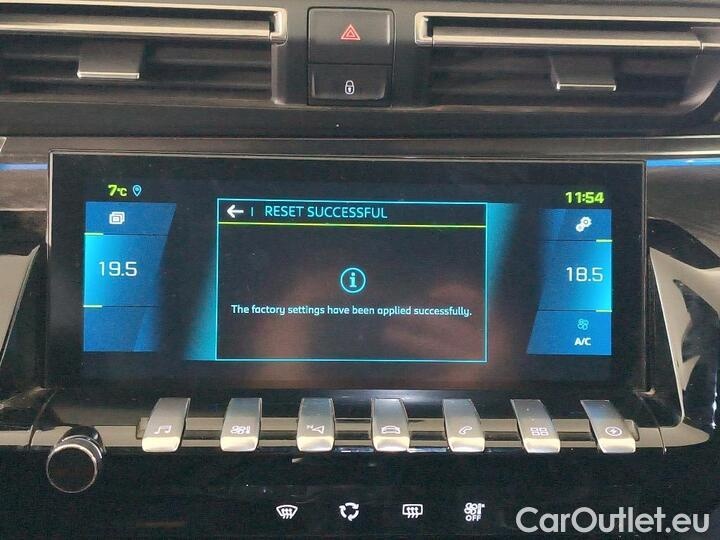 7°C
11:54
← | RESET SUCCESSFUL
19.5
18.5
i
The factory settings have been applied successfully.
A/C
N
OFF
CarOutlet.eu